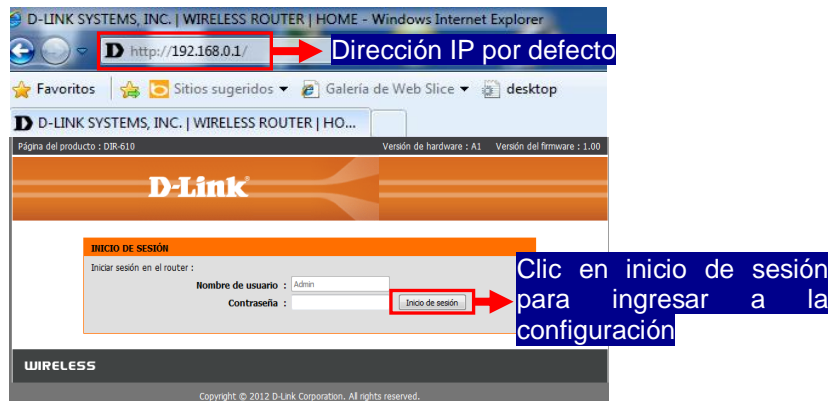 D-LINK SYSTEMS, INC. | WIRELESS ROUTER | HOME - Windows Internet Explorer
http://192.168.0.1/
Dirección IP por defecto
Favoritos Sitios sugeridos Galería de Web Slice desktop
D-LINK SYSTEMS, INC. | WIRELESS ROUTER | HO...
Página del producto : DIR-610 Versión de hardware : A1 Versión del firmware : 1.00
D-Link
INICIO DE SESIÓN
Iniciar sesión en el router :
Nombre de usuario : Admin
Contraseña : Inicio de sesión
Clic en inicio de sesión
para ingresar a la
configuración
WIRELESS
Copyright © 2012 D-Link Corporation. All rights reserved.